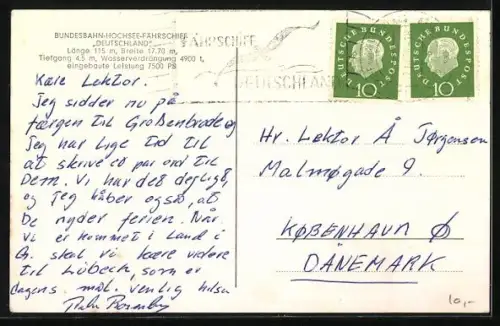 BUNDESBAHN-HOCHSEE-FÄHRSCHIFF
„DEUTSCHLAND"
Länge 115 m, Breite 17.70 m,
Tiefgang 4,5 m, Wasserverdrängung 4900 t,
eingebaute Leistung 7500 PS
FÄHRSCHIFF
DEUTSCHLAND
DEUTSCHE BUNDESPOST
10
DEUTSCHE BUNDESPOST
10
Kære Lektor.
Jeg sidder nu på
færgen til Großenbrode og
Jeg har lige tid til
at skrive et par ord til
Dem. Vi har det dejligt,
og jeg håber også, at
De nyder ferien. Når
vi er kommet i Land i
skal vi køre videre
til Lübeck, som er
dagens mål. venlig hilsen
Hr. Lektor Å Jørgensen
Malmøgade 9.
KØBENHAVN Ø
DÄNEMARK
10,-